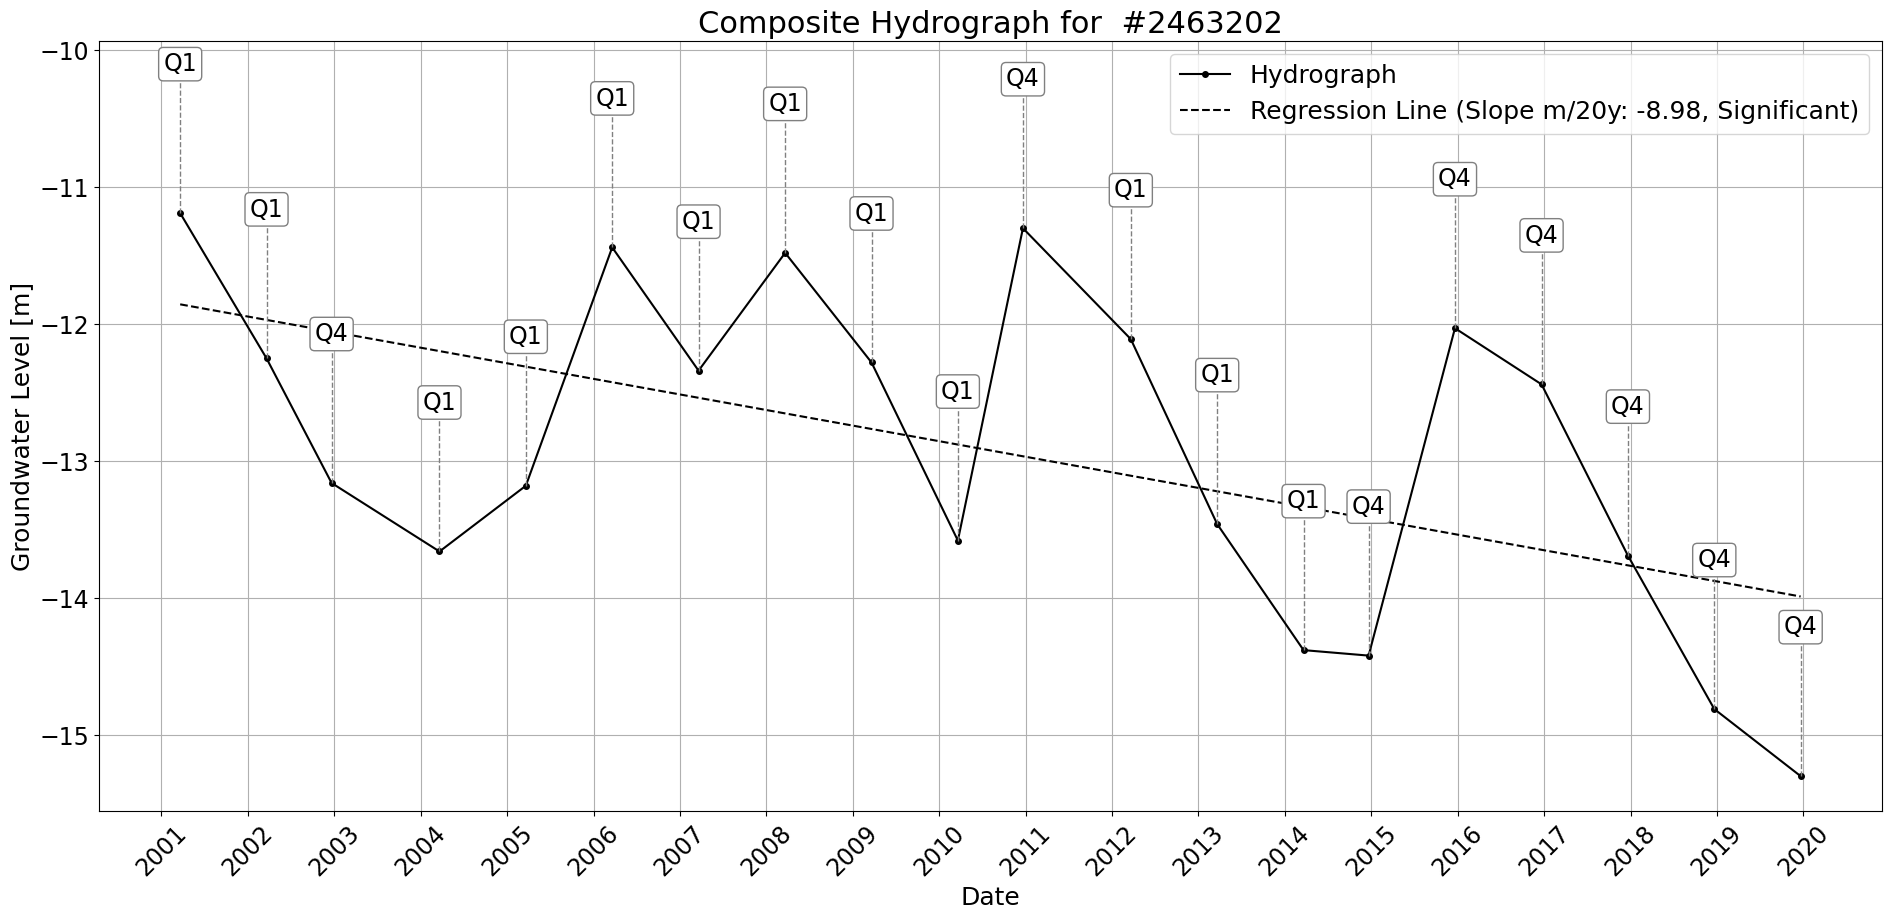 Composite Hydrograph for  #2463202
Hydrograph
Regression Line (Slope m/20y: -8.98, Significant)
Groundwater Level [m]
−10
−11
−12
−13
−14
−15
Q1
Q1
Q4
Q1
Q1
Q1
Q1
Q1
Q1
Q1
Q4
Q1
Q1
Q1
Q4
Q4
Q4
Q4
Q4
Q4
2001
2002
2003
2004
2005
2006
2007
2008
2009
2010
2011
2012
2013
2014
2015
2016
2017
2018
2019
2020
Date